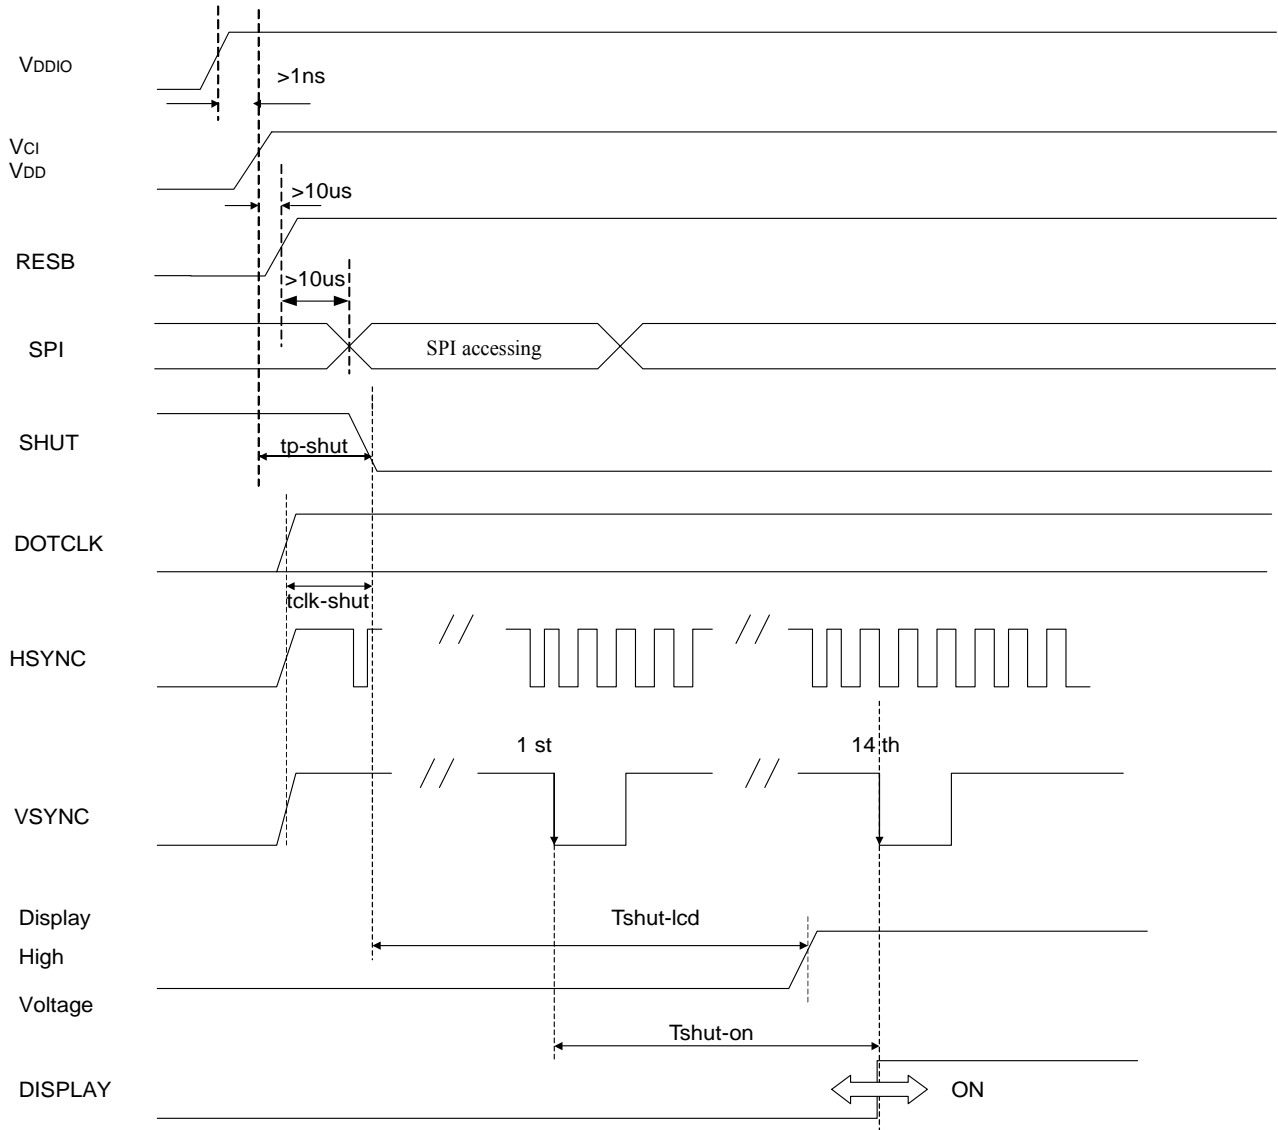 VDDIO
>1ns
VCI
VDD
>10us
RESB
>10us
SPI
SPI accessing
SHUT
tp-shut
DOTCLK
tclk-shut
HSYNC
1 st
14 th
VSYNC
Display
High
Voltage
Tshut-lcd
Tshut-on
DISPLAY
ON